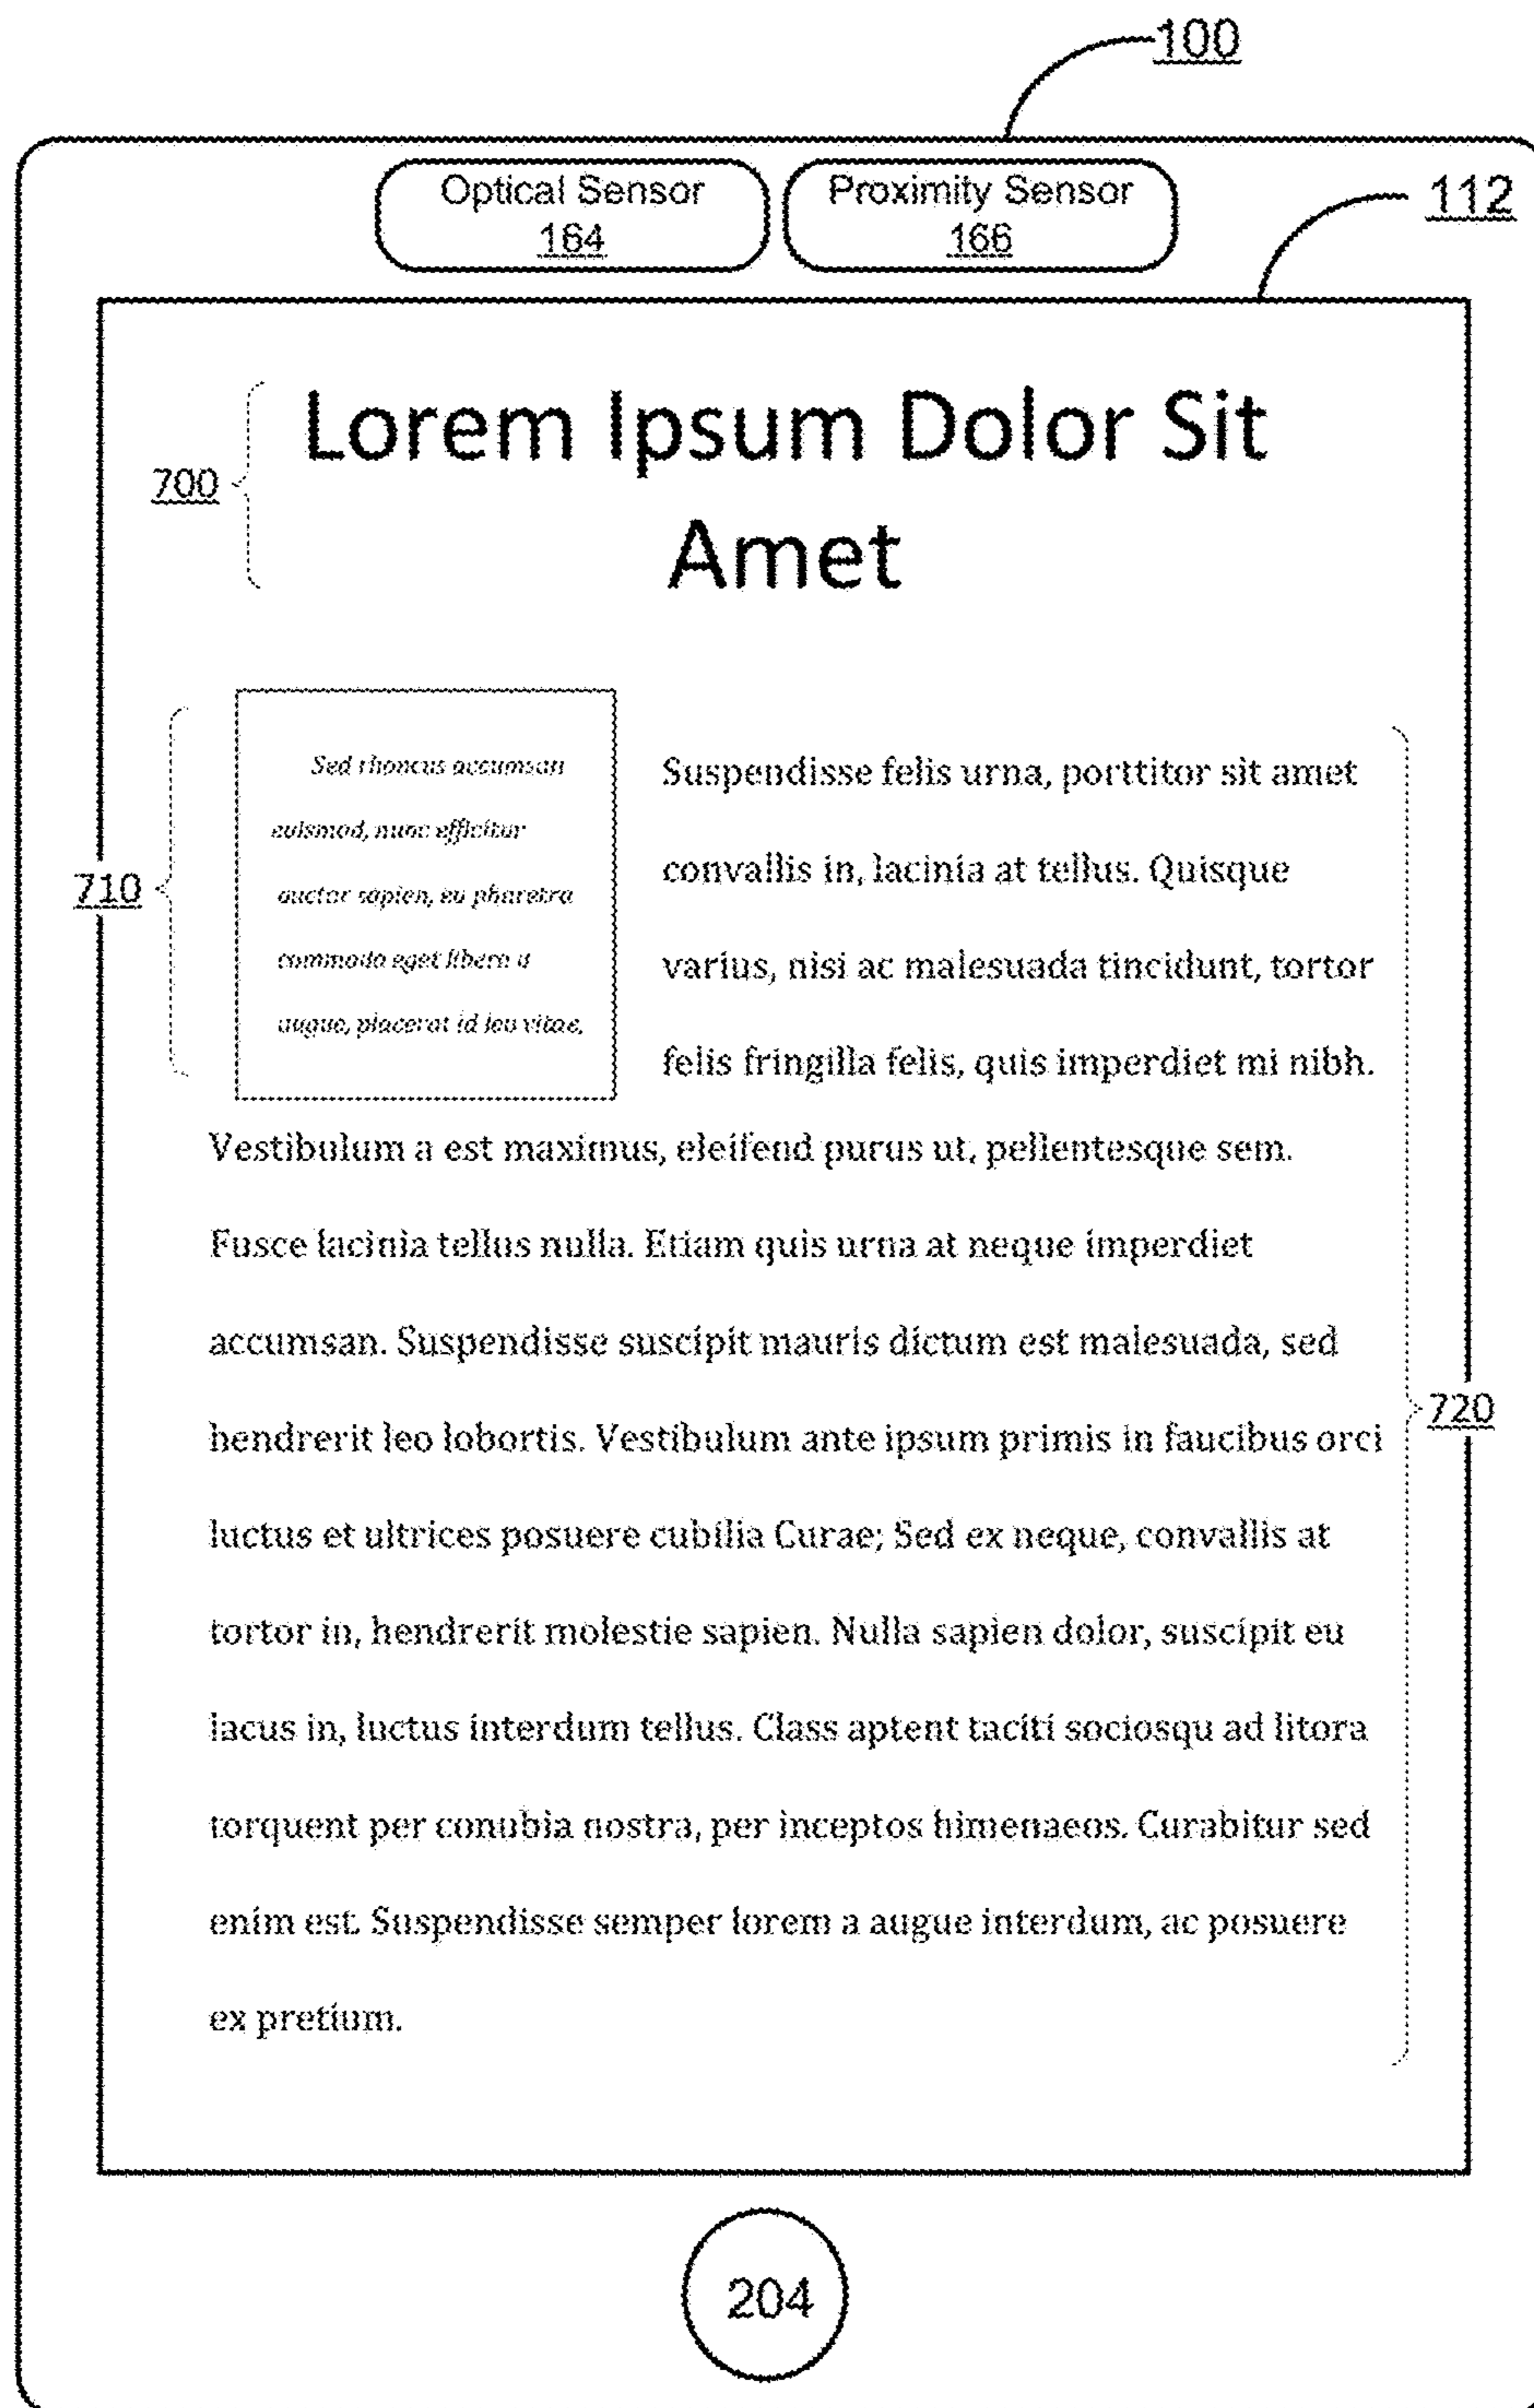 100
Optical Sensor
164
Proximity Sensor
166
112
Lorem Ipsum Dolor Sit
Amet
700
710
Sed rhoncus accumsan
euismod, nunc efficitur
auctor sapien, eu pharetra
commodo eget libero a
augue, placerat id leo vitae,
Suspendisse felis urna, porttitor sit amet
convallis in, lacinia at tellus. Quisque
varius, nisi ac malesuada tincidunt, tortor
felis fringilla felis, quis imperdiet mi nibh.
Vestibulum a est maximus, eleifend purus ut, pellentesque sem.
Fusce lacinia tellus nulla. Etiam quis urna at neque imperdiet
accumsan. Suspendisse suscipit mauris dictum est malesuada, sed
hendrerit leo lobortis. Vestibulum ante ipsum primis in faucibus orci
luctus et ultrices posuere cubilia Curae; Sed ex neque, convallis at
tortor in, hendrerit molestie sapien. Nulla sapien dolor, suscipit eu
lacus in, luctus interdum tellus. Class aptent taciti sociosqu ad litora
torquent per conubia nostra, per inceptos himenaeos. Curabitur sed
enim est. Suspendisse semper lorem a augue interdum, ac posuere
ex pretium.
720
204